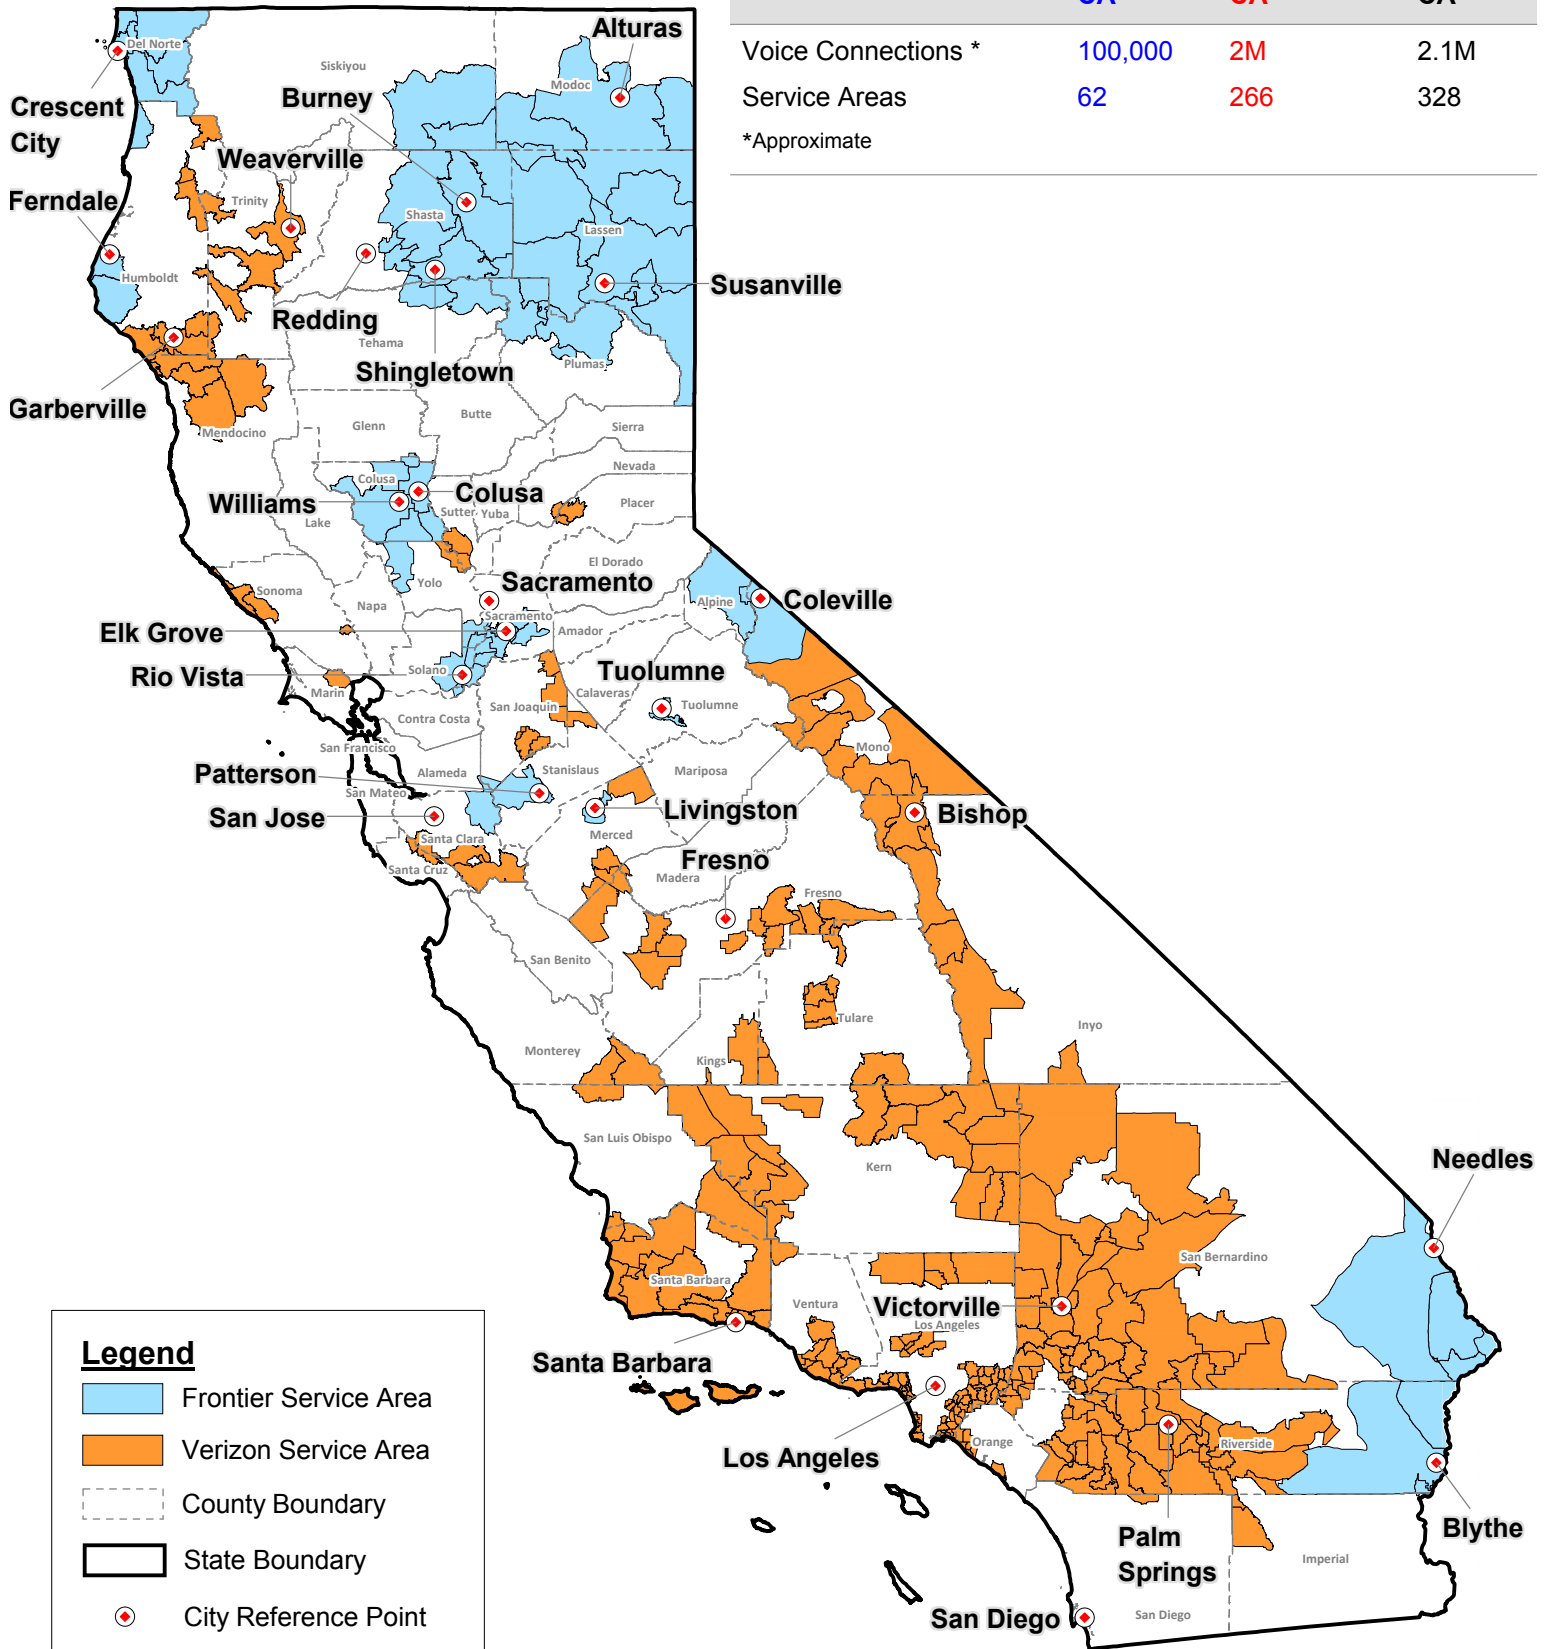 CA CA CA
Voice Connections * 100,000 2M 2.1M
Service Areas 62 266 328
*Approximate
Alturas
Del Norte
Siskiyou
Modoc
Burney
Crescent
City
Weaverville
Ferndale
Trinity
Shasta
Lassen
Humboldt
Susanville
Redding
Tehama
Shingletown
Plumas
Garberville
Butte
Glenn
Sierra
Mendocino
Nevada
Colusa
Colusa
Williams
Placer
Sutter
Yuba
Lake
El Dorado
Sacramento
Yolo
Sonoma
Napa
Alpine
Coleville
Sacramento
Elk Grove
Amador
Solano
Tuolumne
Rio Vista
Marin
Calaveras
Tuolumne
San Joaquin
Contra Costa
San Francisco
Mono
Patterson
Alameda
Stanislaus
Mariposa
San Mateo
San Jose
Livingston
Bishop
Santa Clara
Merced
Santa Cruz
Fresno
Madera
Fresno
San Benito
Tulare
Inyo
Monterey
Kings
San Luis Obispo
Kern
Needles
San Bernardino
Santa Barbara
Ventura
Victorville
Los Angeles
Santa Barbara
Los Angeles
Orange
Riverside
Palm
Springs
Blythe
Imperial
San Diego
San Diego
Legend
Frontier Service Area
Verizon Service Area
County Boundary
State Boundary
City Reference Point